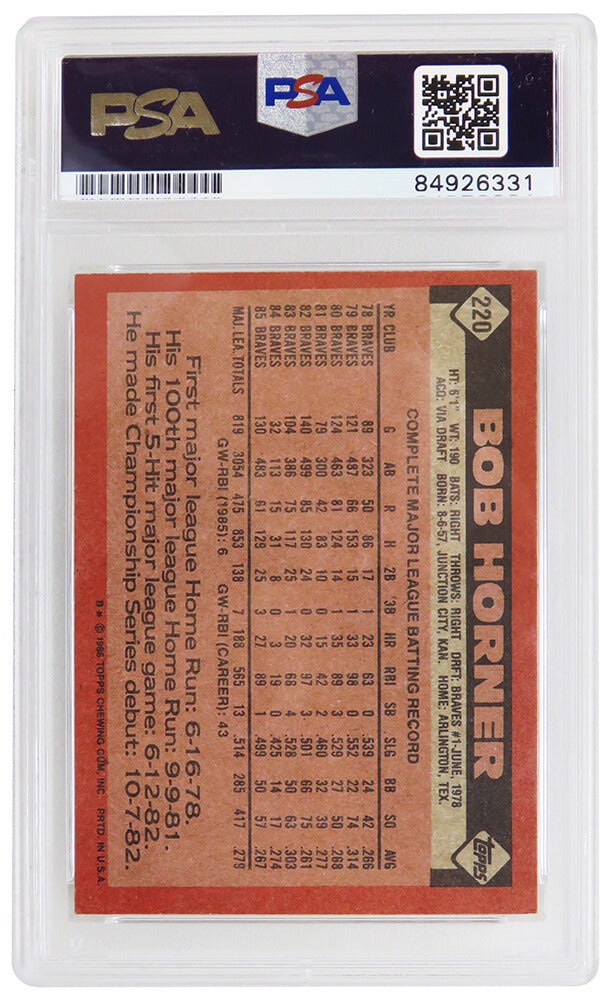 PSA
PSA
84926331
220
BOB HORNER
topps
HT: 6'1" WT: 190 BATS: RIGHT THROWS: RIGHT DRFT: BRAVES #1-JUNE, 1978
ACQ: VIA DRAFT BORN: 8-6-57, JUNCTION CITY, KAN. HOME: ARLINGTON, TEX.
COMPLETE MAJOR LEAGUE BATTING RECORD
YR CLUB G AB R H 2B '3B HR RBI SB SLG BB SO AVG
78 BRAVES 89 323 50 86 17 1 23 63 0 .539 24 42 .266
79 BRAVES 121 487 66 153 15 1 33 98 0 .552 22 74 .314
80 BRAVES 124 463 81 124 14 1 35 89 3 .529 27 50 .268
81 BRAVES 79 300 42 83 10 0 15 42 2 .460 32 39 .277
82 BRAVES 140 499 85 130 24 0 32 97 3 .501 66 75 .261
83 BRAVES 104 386 75 117 25 1 20 68 4 .528 50 63 .303
84 BRAVES 32 113 15 31 8 0 3 19 0 .425 14 17 .274
85 BRAVES 130 483 61 129 25 3 27 89 1 .499 50 57 .267
MAJ. LEA. TOTALS 819 3054 475 853 138 7 188 565 13 .514 285 417 .279
GW-RBI (1985): 6 GW-RBI (CAREER): 43
First major league Home Run: 6-16-78.
His 100th major league Home Run: 9-9-81.
His first 5-Hit major league game: 6-12-82.
He made Championship Series debut: 10-7-82.
B✱ © 1986 TOPPS CHEWING GUM, INC. PRTD. IN U.S.A.